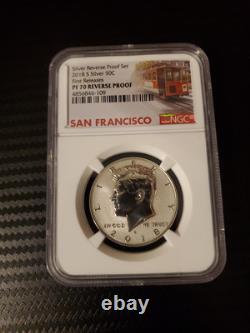 Silver Reverse Proof Set
2018 S Silver 50C
First Releases
PF 70 REVERSE PROOF
4856846-109
SAN FRANCISCO
NGC
IN GOD WE TRUST
2018